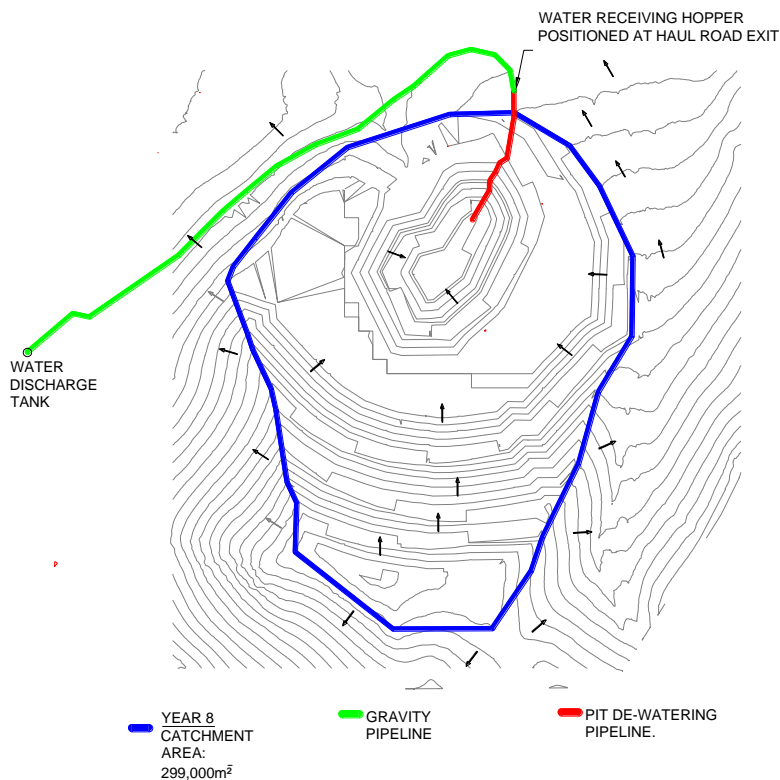 WATER RECEIVING HOPPER
POSITIONED AT HAUL ROAD EXIT
WATER
DISCHARGE
TANK
YEAR 8
CATCHMENT
AREA:
299,000m²
GRAVITY
PIPELINE
PIT DE-WATERING
PIPELINE.